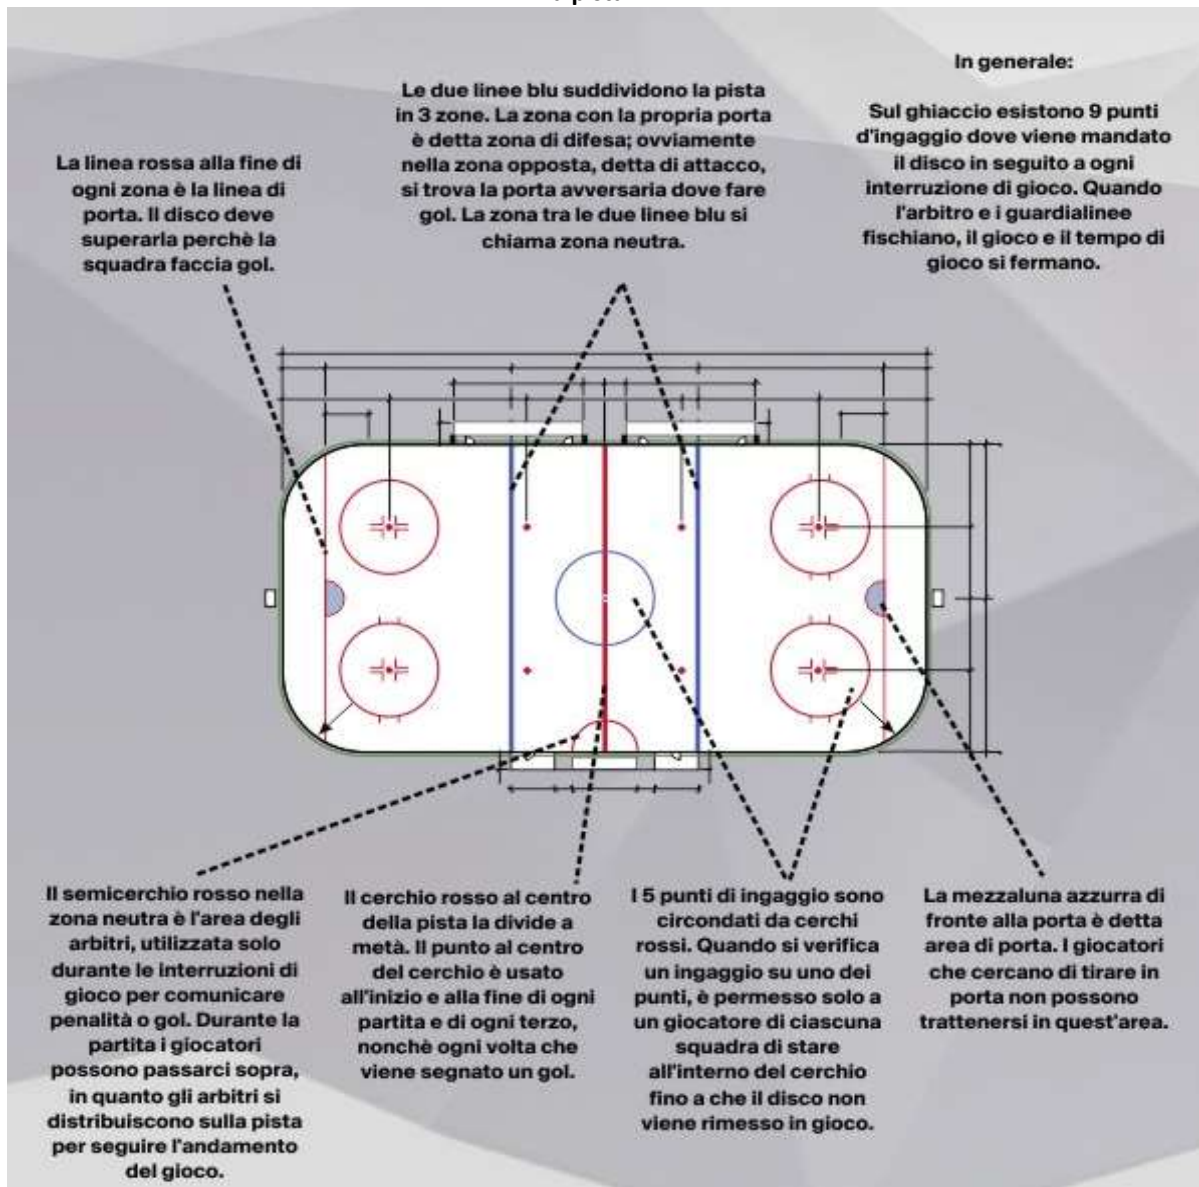 In generale:
Le due linee blu suddividono la pista
in 3 zone. La zona con la propria porta
è detta zona di difesa; ovviamente
nella zona opposta, detta di attacco,
si trova la porta avversaria dove fare
gol. La zona tra le due linee blu si
chiama zona neutra.
Sul ghiaccio esistono 9 punti
d'ingaggio dove viene mandato
il disco in seguito a ogni
interruzione di gioco. Quando
l'arbitro e i guardialinee
fischiano, il gioco e il tempo di
gioco si fermano.
La linea rossa alla fine di
ogni zona è la linea di
porta. Il disco deve
superarla perchè la
squadra faccia gol.
Il semicerchio rosso nella
zona neutra è l'area degli
arbitri, utilizzata solo
durante le interruzioni di
gioco per comunicare
penalità o gol. Durante la
partita i giocatori
possono passarci sopra,
in quanto gli arbitri si
distribuiscono sulla pista
per seguire l'andamento
del gioco.
Il cerchio rosso al centro
della pista la divide a
metà. Il punto al centro
del cerchio è usato
all'inizio e alla fine di ogni
partita e di ogni terzo,
nonchè ogni volta che
viene segnato un gol.
I 5 punti di ingaggio sono
circondati da cerchi
rossi. Quando si verifica
un ingaggio su uno dei
punti, è permesso solo a
un giocatore di ciascuna
squadra di stare
all'interno del cerchio
fino a che il disco non
viene rimesso in gioco.
La mezzaluna azzurra di
fronte alla porta è detta
area di porta. I giocatori
che cercano di tirare in
porta non possono
trattenersi in quest'area.